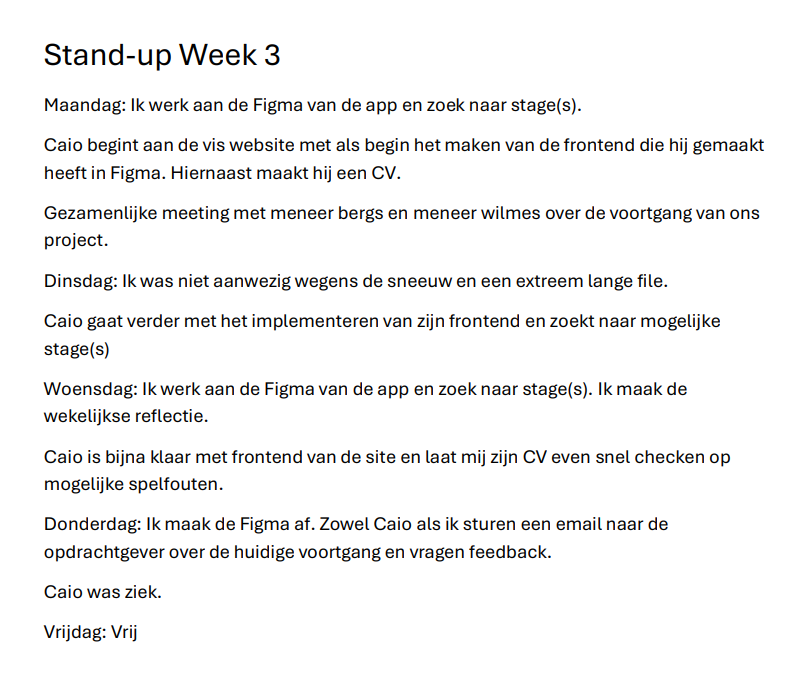 Stand-up Week 3
Maandag: Ik werk aan de Figma van de app en zoek naar stage(s).
Caio begint aan de vis website met als begin het maken van de frontend die hij gemaakt
heeft in Figma. Hiernaast maakt hij een CV.
Gezamenlijke meeting met meneer bergs en meneer wilmes over de voortgang van ons
project.
Dinsdag: Ik was niet aanwezig wegens de sneeuw en een extreem lange file.
Caio gaat verder met het implementeren van zijn frontend en zoekt naar mogelijke
stage(s)
Woensdag: Ik werk aan de Figma van de app en zoek naar stage(s). Ik maak de
wekelijkse reflectie.
Caio is bijna klaar met frontend van de site en laat mij zijn CV even snel checken op
mogelijke spelfouten.
Donderdag: Ik maak de Figma af. Zowel Caio als ik sturen een email naar de
opdrachtgever over de huidige voortgang en vragen feedback.
Caio was ziek.
Vrijdag: Vrij